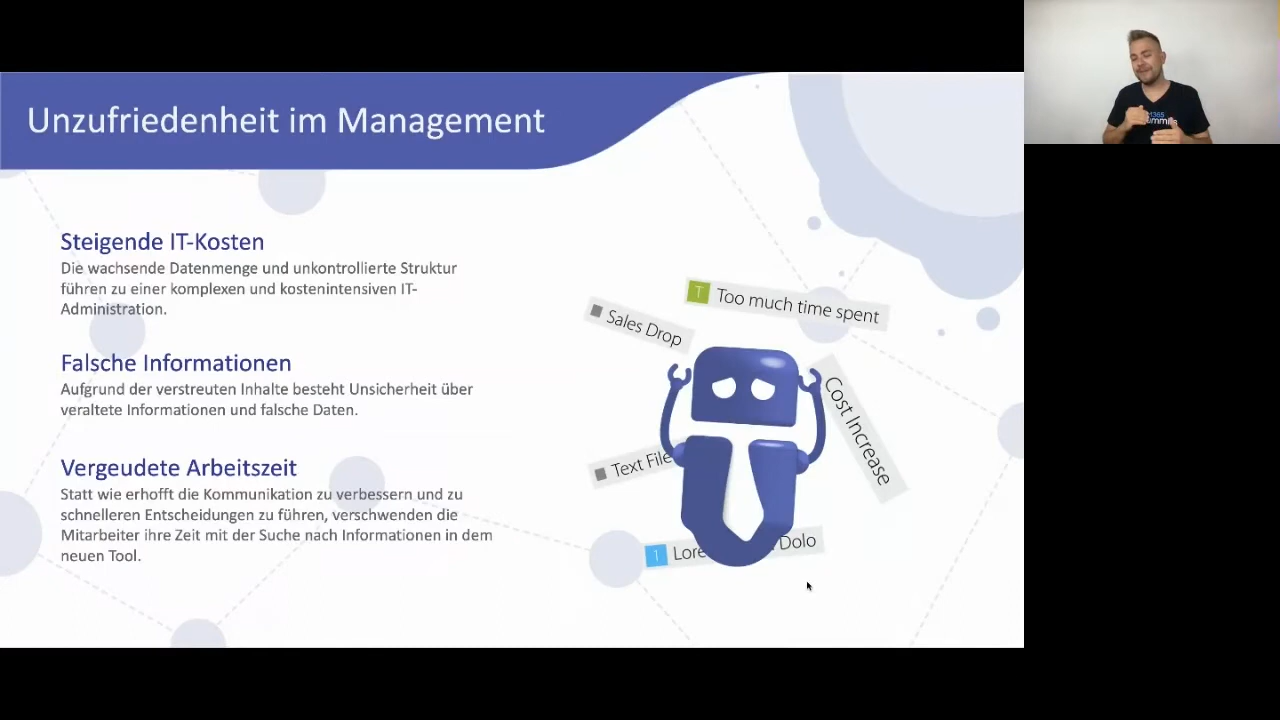 Unzufriedenheit im Management
Steigende IT-Kosten
Die wachsende Datenmenge und unkontrollierte Struktur
führen zu einer komplexen und kostenintensiven IT-
Administration.
Falsche Informationen
Aufgrund der verstreuten Inhalte besteht Unsicherheit über
veraltete Informationen und falsche Daten.
Vergeudete Arbeitszeit
Statt wie erhofft die Kommunikation zu verbessern und zu
schnelleren Entscheidungen zu führen, verschwenden die
Mitarbeiter ihre Zeit mit der Suche nach Informationen in dem
neuen Tool.
T Too much time spent
Sales Drop
Cost Increase
Text File
1 Dolo